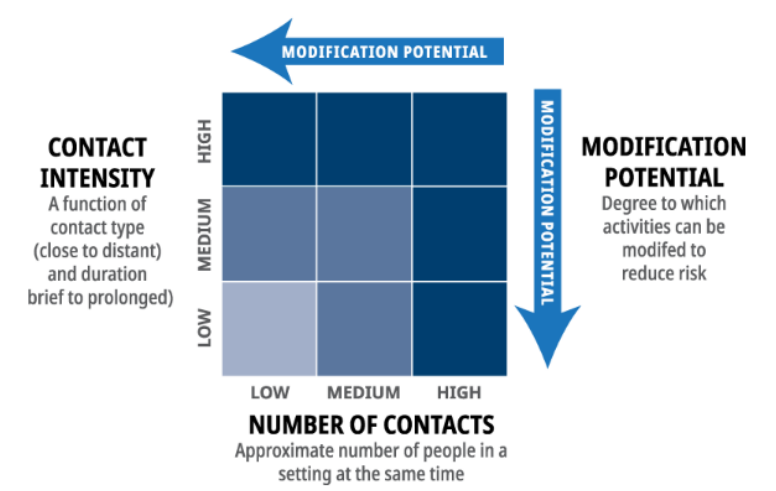 MODIFICATION POTENTIAL
CONTACT
INTENSITY
A function of
contact type
(close to distant)
and duration
brief to prolonged)
HIGH
MEDIUM
LOW
MODIFICATION POTENTIAL
MODIFICATION
POTENTIAL
Degree to which
activities can be
modifed to
reduce risk
LOW MEDIUM HIGH
NUMBER OF CONTACTS
Approximate number of people in a
setting at the same time